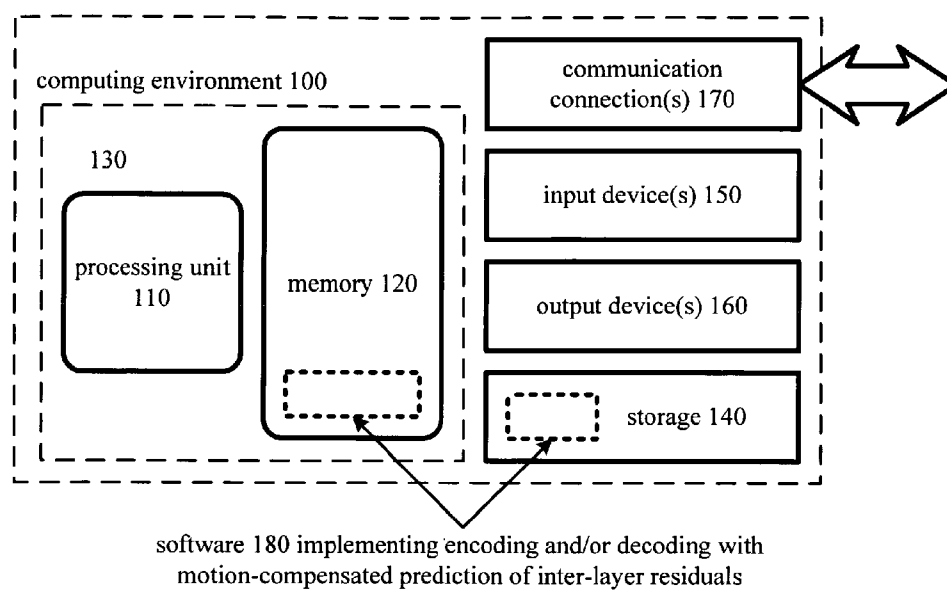 computing environment 100
communication
connection(s) 170
130
processing unit
110
memory 120
input device(s) 150
output device(s) 160
storage 140
software 180 implementing encoding and/or decoding with
motion-compensated prediction of inter-layer residuals